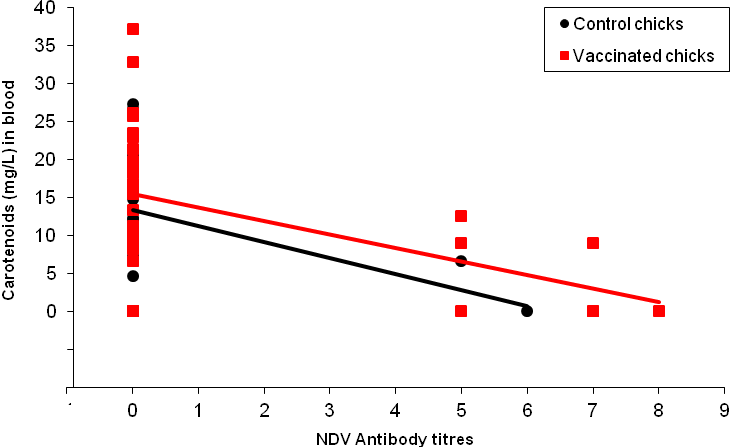 40
Control chicks
35
Vaccinated chicks
30
25
20
15
10
5
0
Carotenoids (mg/L) in blood
0 1 2 3 4 5 6 7 8 9
NDV Antibody titres